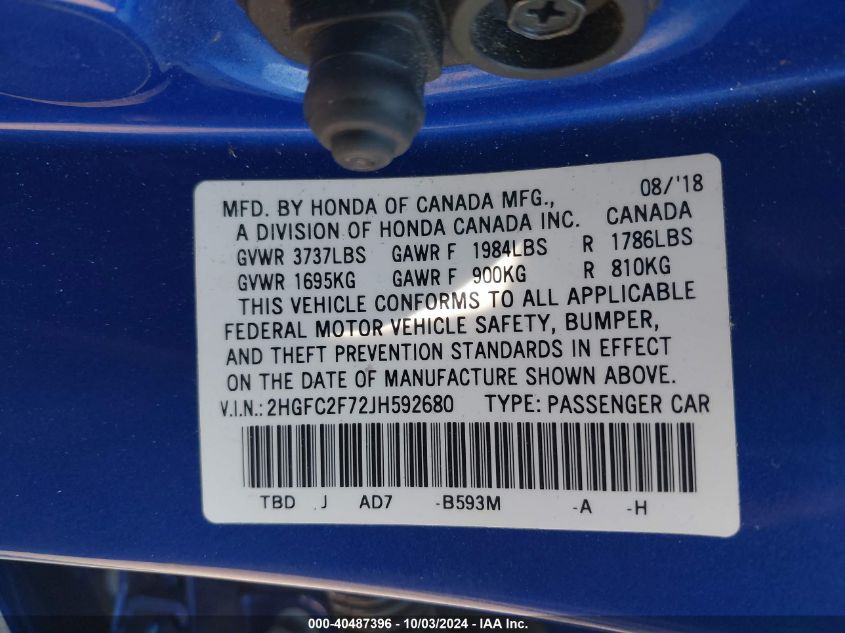 MFD. BY HONDA OF CANADA MFG., 08/'18
A DIVISION OF HONDA CANADA INC. CANADA
GVWR 3737LBS GAWR F 1984LBS R 1786LBS
GVWR 1695KG GAWR F 900KG R 810KG
THIS VEHICLE CONFORMS TO ALL APPLICABLE
FEDERAL MOTOR VEHICLE SAFETY, BUMPER,
AND THEFT PREVENTION STANDARDS IN EFFECT
ON THE DATE OF MANUFACTURE SHOWN ABOVE.
V.I.N.: 2HGFC2F72JH592680 TYPE: PASSENGER CAR
TBD J AD7 -B593M -A -H
000-40487396 - 10/03/2024 - IAA Inc.